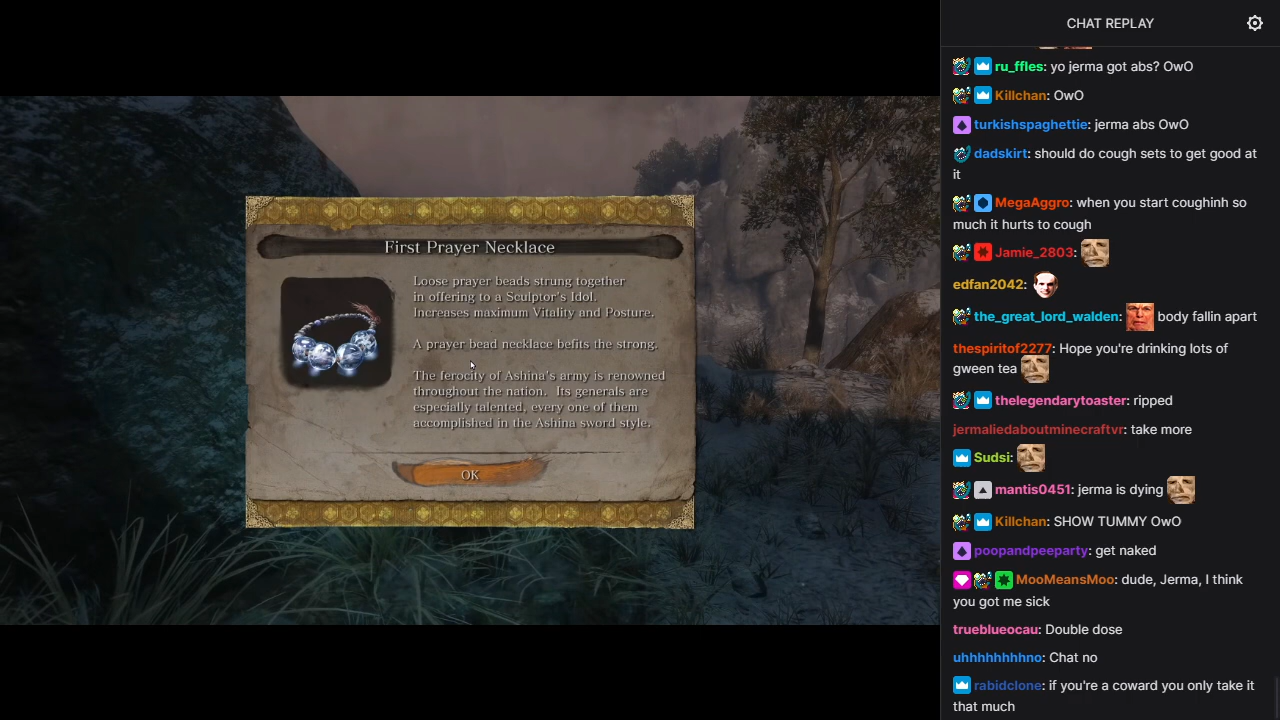 First Prayer Necklace
Loose prayer beads strung together
in offering to a Sculptor's Idol.
Increases maximum Vitality and Posture.
A prayer bead necklace befits the strong.
The ferocity of Ashina's army is renowned
throughout the nation. Its generals are
especially talented, every one of them
accomplished in the Ashina sword style.
OK
CHAT REPLAY
ru_ffles: yo jerma got abs? OwO
Killchan: OwO
turkishspaghettie: jerma abs OwO
dadskirt: should do cough sets to get good at
it
MegaAggro: when you start coughinh so
much it hurts to cough
Jamie_2803:
edfan2042:
the_great_lord_walden: body fallin apart
thespiritof2277: Hope you're drinking lots of
gween tea
thelegendarytoaster: ripped
jermaliedaboutminecraftvr: take more
Sudsi:
mantis0451: jerma is dying
Killchan: SHOW TUMMY OwO
poopandpeeparty: get naked
MooMeansMoo: dude, Jerma, I think
you got me sick
trueblueocau: Double dose
uhhhhhhhhno: Chat no
rabidclone: if you're a coward you only take it
that much